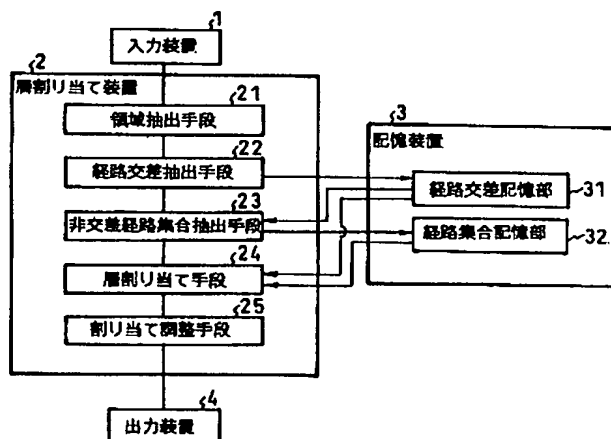 1
入力装置
2
層割り当て装置
21
領域抽出手段
22
経路交差抽出手段
23
非交差経路集合抽出手段
24
層割り当て手段
25
割り当て調整手段
3
記憶装置
経路交差記憶部
31
経路集合記憶部
32
4
出力装置